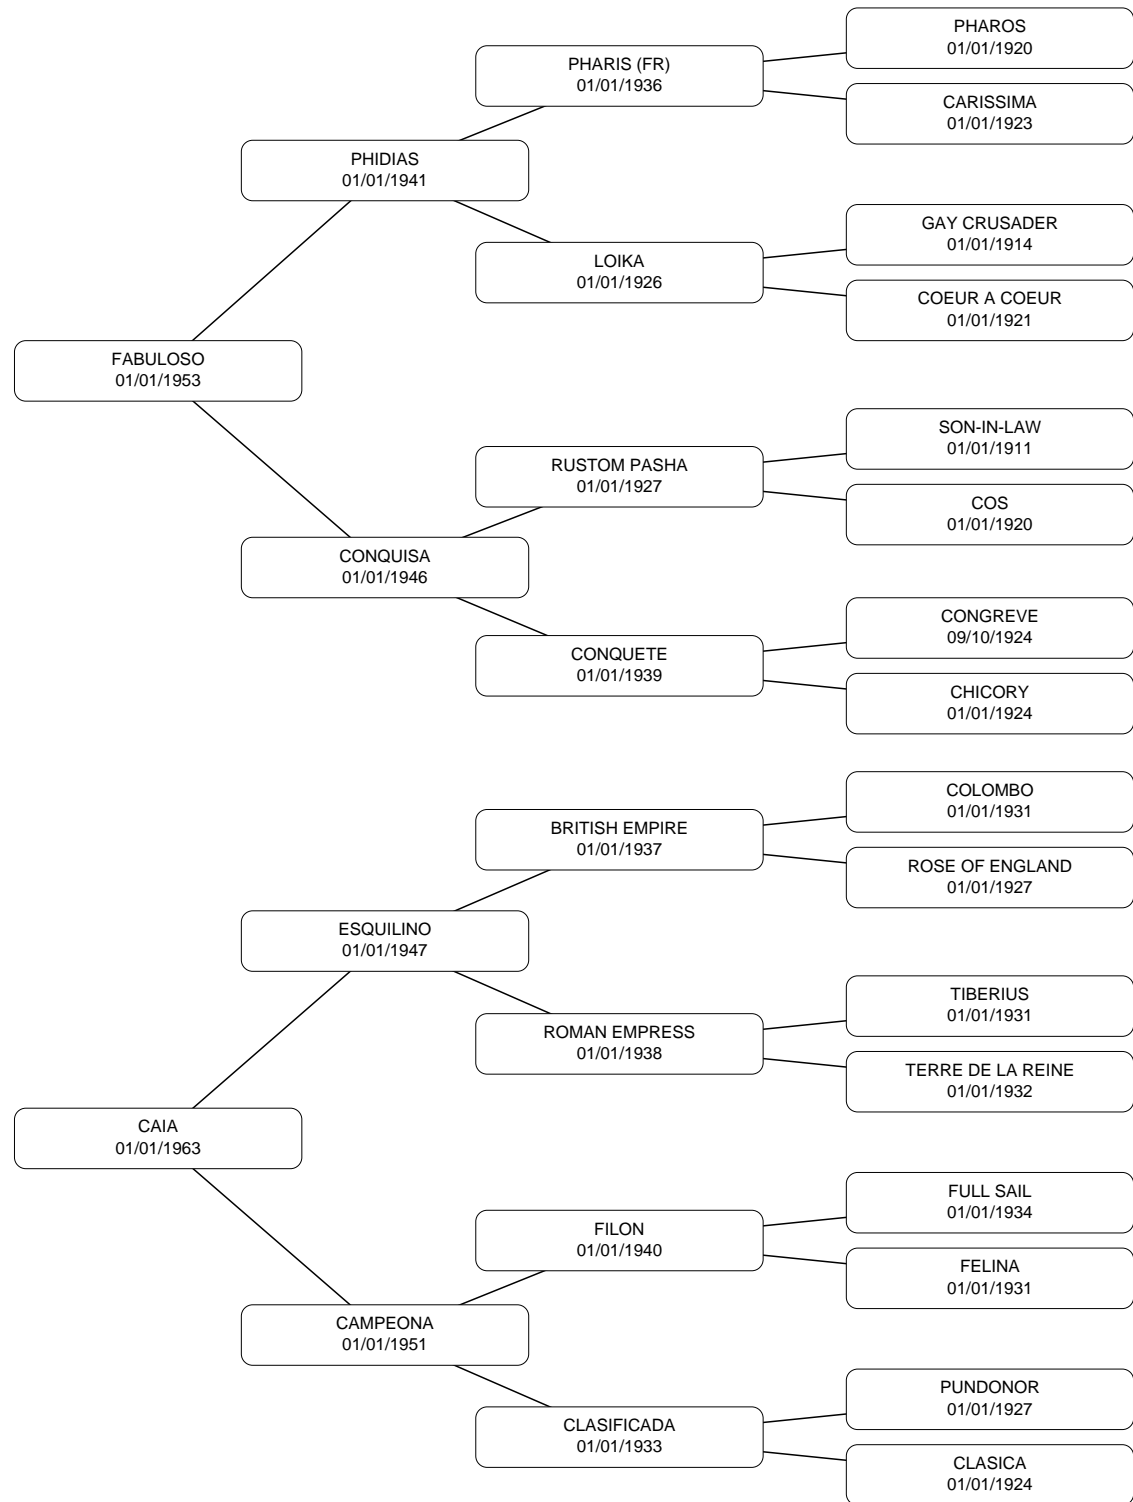 PHAROS
01/01/1920
PHARIS (FR)
01/01/1936
CARISSIMA
01/01/1923
PHIDIAS
01/01/1941
GAY CRUSADER
01/01/1914
LOIKA
01/01/1926
COEUR A COEUR
01/01/1921
FABULOSO
01/01/1953
SON-IN-LAW
01/01/1911
RUSTOM PASHA
01/01/1927
COS
01/01/1920
CONQUISA
01/01/1946
CONGREVE
09/10/1924
CONQUETE
01/01/1939
CHICORY
01/01/1924
COLOMBO
01/01/1931
BRITISH EMPIRE
01/01/1937
ROSE OF ENGLAND
01/01/1927
ESQUILINO
01/01/1947
TIBERIUS
01/01/1931
ROMAN EMPRESS
01/01/1938
TERRE DE LA REINE
01/01/1932
CAIA
01/01/1963
FULL SAIL
01/01/1934
FILON
01/01/1940
FELINA
01/01/1931
CAMPEONA
01/01/1951
PUNDONOR
01/01/1927
CLASIFICADA
01/01/1933
CLASICA
01/01/1924